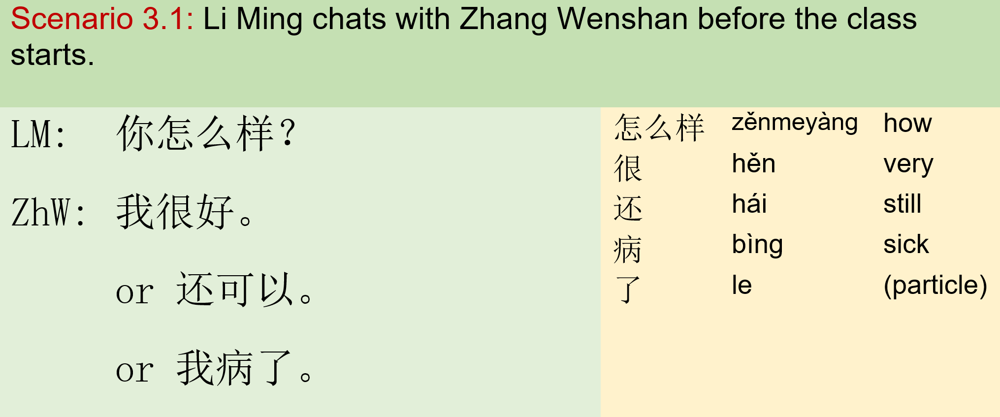 Scenario 3.1: Li Ming chats with Zhang Wenshan before the class
starts.
LM: 你怎么样？
ZhW: 我很好。
or 还可以。
or 我病了。
怎么样 zěnmeyàng how
很 hěn very
还 hái still
病 bìng sick
了 le (particle)